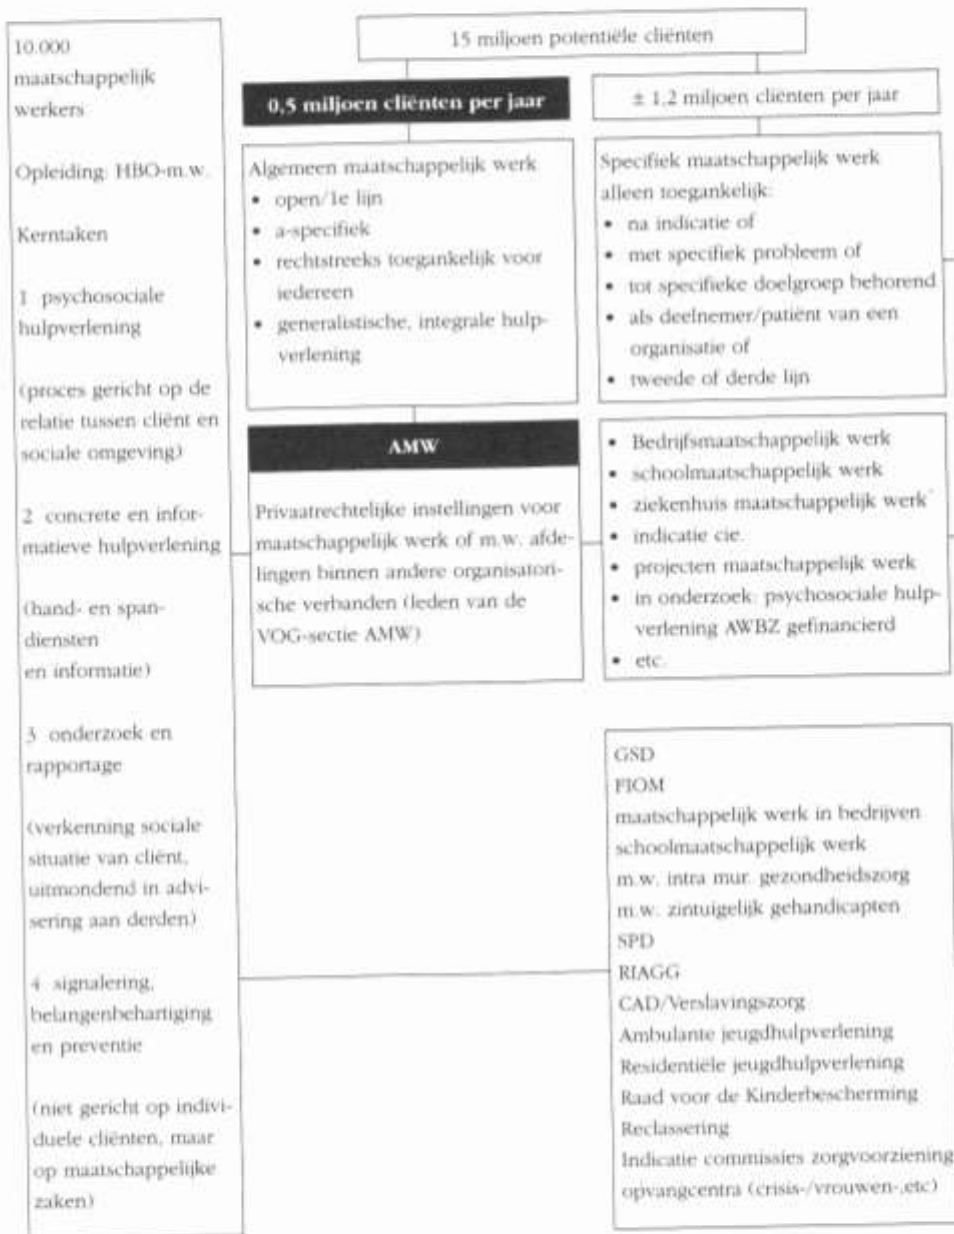 10.000
maatschappelijk
werkers
Opleiding: HBO-m.w.
Kerntaken
1 psychosociale
hulpverlening
(proces gericht op de
relatie tussen cliënt en
sociale omgeving)
2 concrete en infor-
matieve hulpverlening
(hand- en span-
diensten
en informatie)
3 onderzoek en
rapportage
(verkenning sociale
situatie van cliënt,
uitmondend in advi-
sering aan derden)
4 signalering,
belangenbehartiging
en preventie
(niet gericht op indivi-
duele cliënten, maar
op maatschappelijke
zaken)
15 miljoen potentiële cliënten
0,5 miljoen cliënten per jaar
Algemeen maatschappelijk werk
• open/1e lijn
• a-specifiek
• rechtstreeks toegankelijk voor
iedereen
• generalistische, integrale hulp-
verlening
AMW
Privaatrechtelijke instellingen voor
maatschappelijk werk of m.w. afde-
lingen binnen andere organisatori-
sche verbanden (leden van de
VOG-sectie AMW)
± 1.2 miljoen cliënten per jaar
Specifiek maatschappelijk werk
alleen toegankelijk:
• na indicatie of
• met specifiek probleem of
• tot specifieke doelgroep behorend
• als deelnemer/patiënt van een
organisatie of
• tweede of derde lijn
• Bedrijfsmaatschappelijk werk
• schoolmaatschappelijk werk
• ziekenhuis maatschappelijk werk
• indicatie cie.
• projecten maatschappelijk werk
• in onderzoek: psychosociale hulp-
verlening AWBZ gefinancierd
• etc.
GSD
FIOM
maatschappelijk werk in bedrijven
schoolmaatschappelijk werk
m.w. intra mur. gezondheidszorg
m.w. zintuigelijk gehandicapten
SPD
RIAGG
CAD/Verslavingszorg
Ambulante jeugdhulpverlening
Residentiële jeugdhulpverlening
Raad voor de Kinderbescherming
Reclassering
Indicatie commissies zorgvoorziening
opvangcentra (crisis-/vrouwen-,etc)